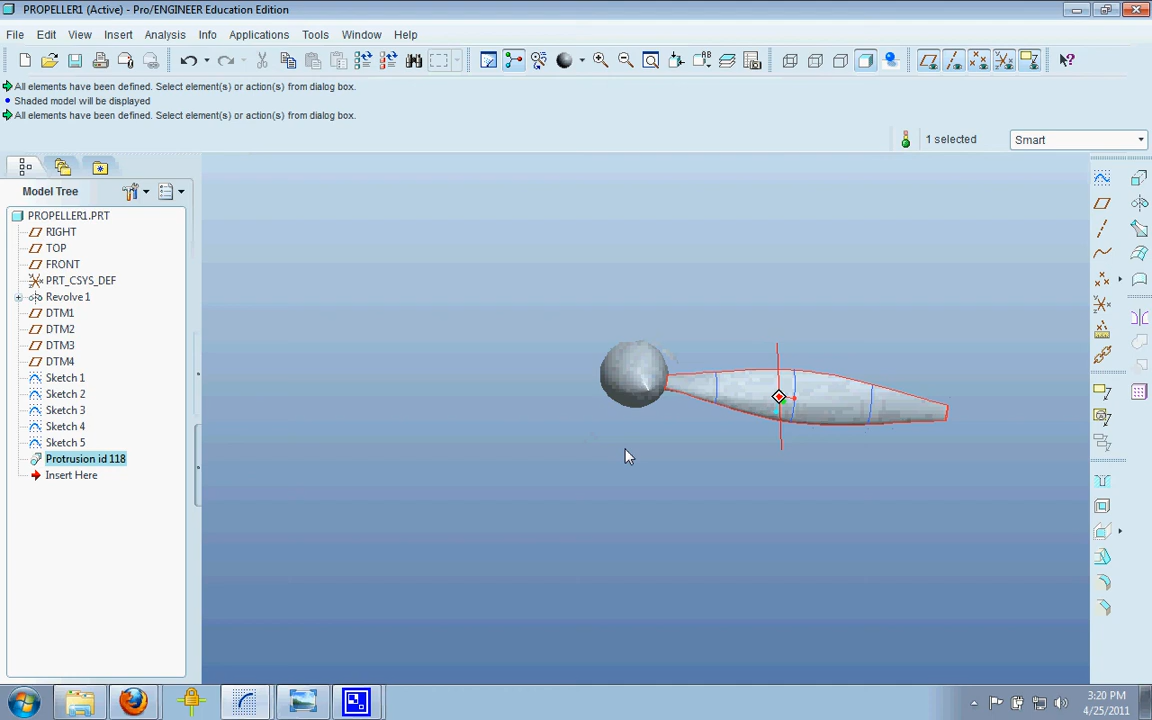 PROPELLER1 (Active) - Pro/ENGINEER Education Edition
File Edit View Insert Analysis Info Applications Tools Window Help
All elements have been defined. Select element(s) or action(s) from dialog box.
Shaded model will be displayed
All elements have been defined. Select element(s) or action(s) from dialog box.
1 selected
Smart
Model Tree
PROPELLER1.PRT
RIGHT
TOP
FRONT
PRT_CSYS_DEF
Revolve 1
DTM1
DTM2
DTM3
DTM4
Sketch 1
Sketch 2
Sketch 3
Sketch 4
Sketch 5
Protrusion id 118
Insert Here
3:20 PM
4/25/2011